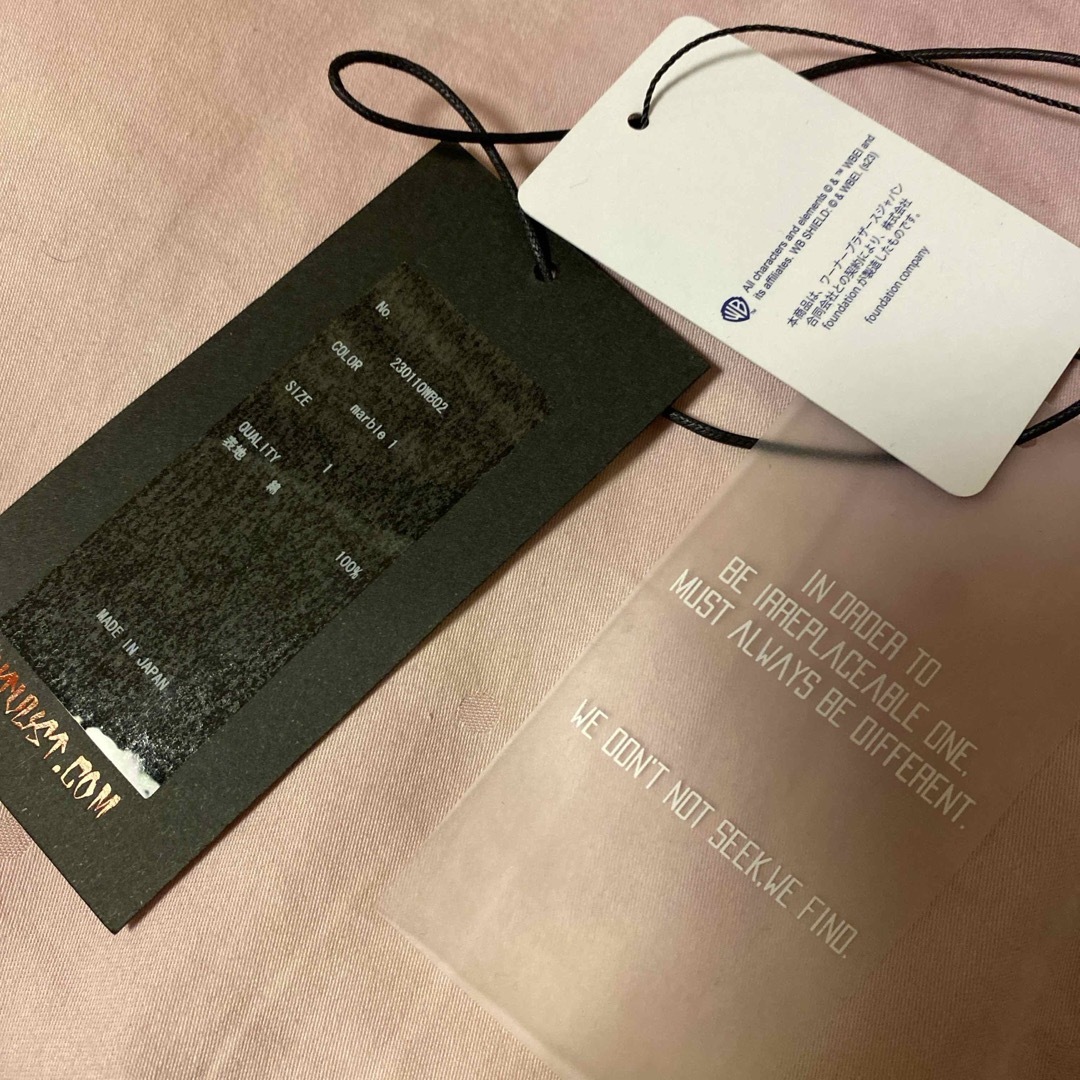 No.
230110WB02
COLOR
marble 1
SIZE
1
QUALITY
表地
絹
100%
MADE IN JAPAN
.COM
WB
™
All characters and elements © & ™ WBEI and
its affiliates. WB SHIELD: © & WBEI. (s23)
本商品は、ワーナーブラザースジャパン
合同会社との契約により、株式会社
foundation が製造したものです。
foundation company
IN ORDER TO
BE IRREPLACEABLE ONE,
MUST ALWAYS BE DIFFERENT.
WE DON'T NOT SEEK,WE FIND.